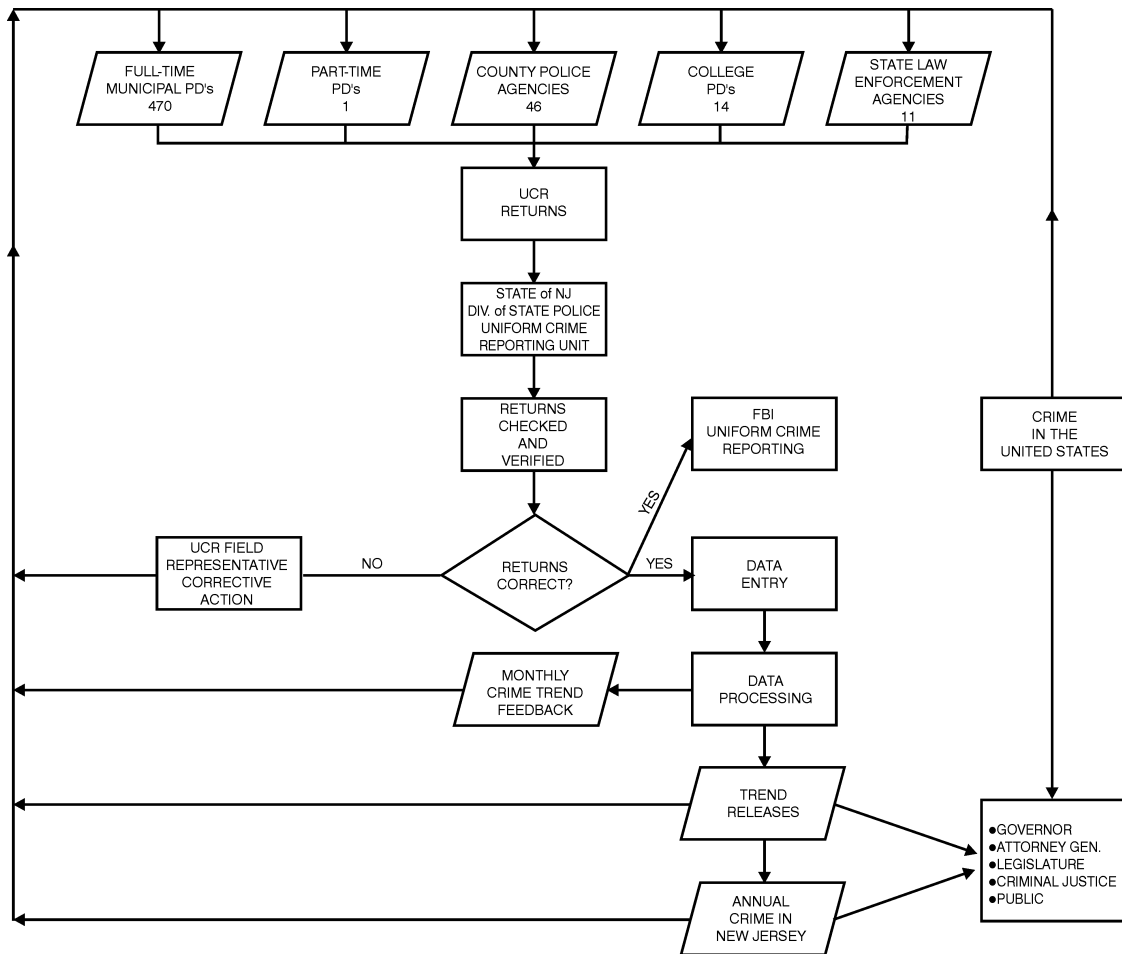 FULL-TIME
MUNICIPAL PD's
470
PART-TIME
PD's
1
COUNTY POLICE
AGENCIES
46
COLLEGE
PD's
14
STATE LAW
ENFORCEMENT
AGENCIES
11
UCR
RETURNS
STATE of NJ
DIV. of STATE POLICE
UNIFORM CRIME
REPORTING UNIT
RETURNS
CHECKED
AND
VERIFIED
FBI
UNIFORM CRIME
REPORTING
CRIME
IN THE
UNITED STATES
YES
UCR FIELD
REPRESENTATIVE
CORRECTIVE
ACTION
NO
RETURNS
CORRECT?
YES
DATA
ENTRY
MONTHLY
CRIME TREND
FEEDBACK
DATA
PROCESSING
TREND
RELEASES
●GOVERNOR
●ATTORNEY GEN.
●LEGISLATURE
●CRIMINAL JUSTICE
●PUBLIC
ANNUAL
CRIME IN
NEW JERSEY